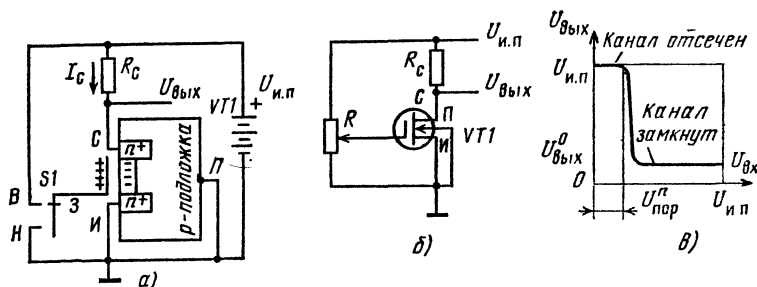 I_C
R_C
U_вых
VT1
+
U_и.п
С
n+
П
S1
В
З
Н
И
n+
р-подложка
а)
U_и.п
R_C
С
U_вых
R
П
И
VT1
б)
U_вых
Канал отсечен
U_и.п
Канал
замкнут
U⁰_вых
U_вх
0
Uⁿ_пор
U_и п
в)